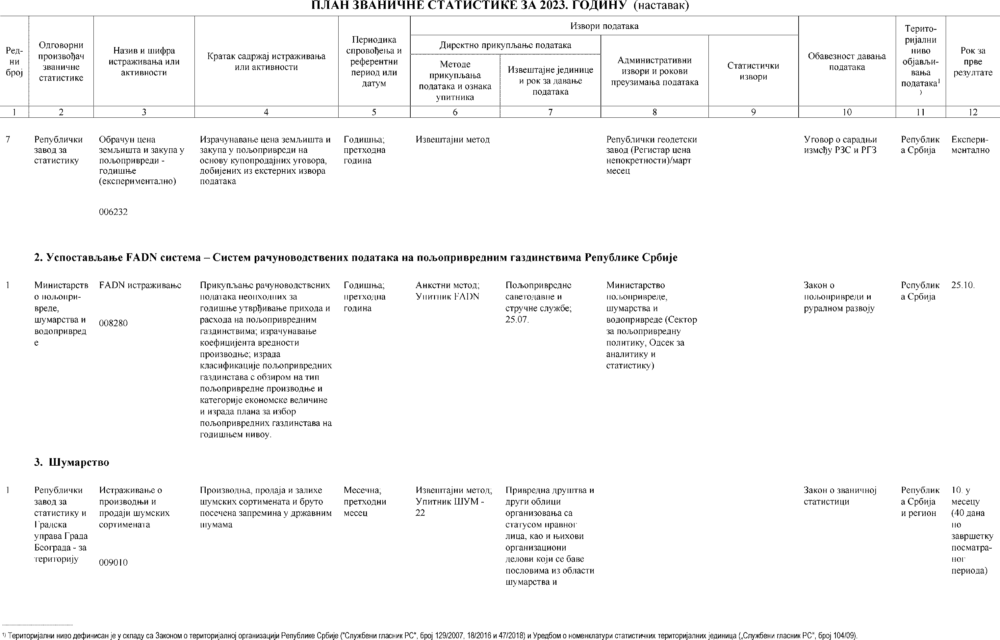 ПЛАН ЗВАНИЧНЕ СТАТИСТИКЕ ЗА 2023. ГОДИНУ (наставак)
Ред-
ни
број
Одговорни
произвођач
званичне
статистике
Назив и шифра
истраживања или
активности
Кратак садржај истраживања
или активности
Периодика
спровођења и
референтни
период или
датум
Извори података
Директно прикупљање података
Методе
прикупљања
података и ознака
упитника
Извештајне јединице
и рок за давање
података
Административни
извори и рокови
преузимања података
Статистички
извори
Обавезност давања
података
Терито-
ријални
ниво
објављи-
вања
података1
)
Рок за
прве
резултате
1 2 3 4 5 6 7 8 9 10 11 12
7
Републички
завод за
статистику
Обрачун цена
земљишта и закупа у
пољопривреди -
годишње
(експериментално)
006232
Израчунавање цена земљишта и
закупа у пољопривреди на
основу купопродајних уговора,
добијених из екстерних извора
података
Годишња;
претходна
година
Извештајни метод
Републички геодетски
завод (Регистар цена
непокретности)/март
месец
Уговор о сарадњи
између РЗС и РГЗ
Републик
а Србија
Експери-
ментално
2. Успостављање FADN система – Систем рачуноводствених података на пољопривредним газдинствима Републике Србије
1
Министарств
о пољопри-
вреде,
шумарства и
водопривред
е
FADN истраживање
008280
Прикупљање рачуноводствених
података неопходних за
годишње утврђивање прихода и
расхода на пољопривредним
газдинствима; израчунавање
коефицијента вредности
производње; израда
класификације пољопривредних
газдинстава с обзиром на тип
пољопривредне производње и
категорије економске величине
и израда плана за избор
пољопривредних газдинстава на
годишњем нивоу.
Годишња;
претходна
година
Анкетни метод;
Упитник FADN
Пољопривредне
саветодавне и
стручне службе;
25.07.
Министарство
пољопривреде,
шумарства и
водопривреде (Сектор
за пољопривредну
политику, Одсек за
аналитику и
статистику)
Закон о
пољопривреди и
руралном развоју
Републик
а Србија
25.10.
3. Шумарство
1
Републички
завод за
статистику и
Градска
управа Града
Београда - за
територију
Истраживање о
производњи и
продаји шумских
сортимената
009010
Производња, продаја и залихе
шумских сортимената и бруто
посечена запремина у државним
шумама
Месечна;
претходни
месец
Извештајни метод;
Упитник ШУМ -
22
Привредна друштва и
други облици
организовања са
статусом правног
лица, као и њихови
организациони
делови који се баве
пословима из области
шумарства и
Закон о званичној
статистици
Републик
а Србија
и регион
10. у
месецу
(40 дана
по
завршетку
посматра-
ног
периода)
1) Територијални ниво дефинисан је у складу са Законом о територијалној организацији Републике Србије ("Службени гласник РС", број 129/2007, 18/2016 и 47/2018) и Уредбом о номенклатури статистичких територијалних јединица („Службени гласник РС", број 104/09).